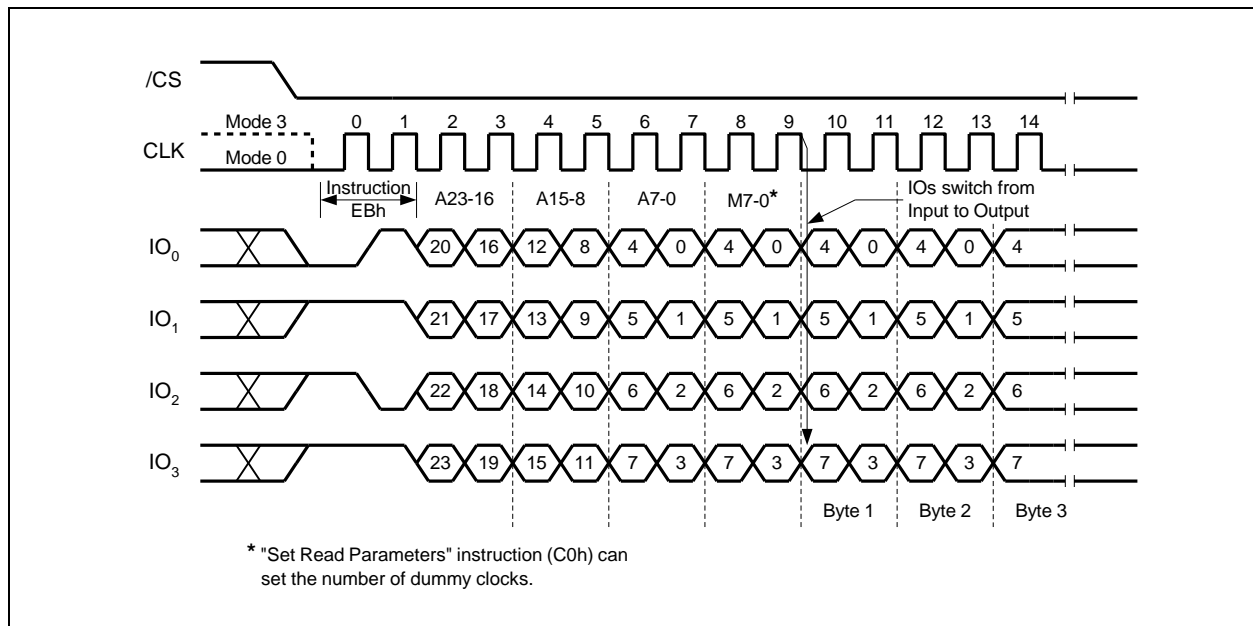 /CS
Mode 3 0 1 2 3 4 5 6 7 8 9 10 11 12 13 14
CLK Mode 0
Instruction EBh A23-16 A15-8 A7-0 M7-0* IOs switch from
Input to Output
IO0 20 16 12 8 4 0 4 0 4 0 4 0 4
IO1 21 17 13 9 5 1 5 1 5 1 5 1 5
IO2 22 18 14 10 6 2 6 2 6 2 6 2 6
IO3 23 19 15 11 7 3 7 3 7 3 7 3 7
Byte 1 Byte 2 Byte 3
* "Set Read Parameters" instruction (C0h) can
set the number of dummy clocks.